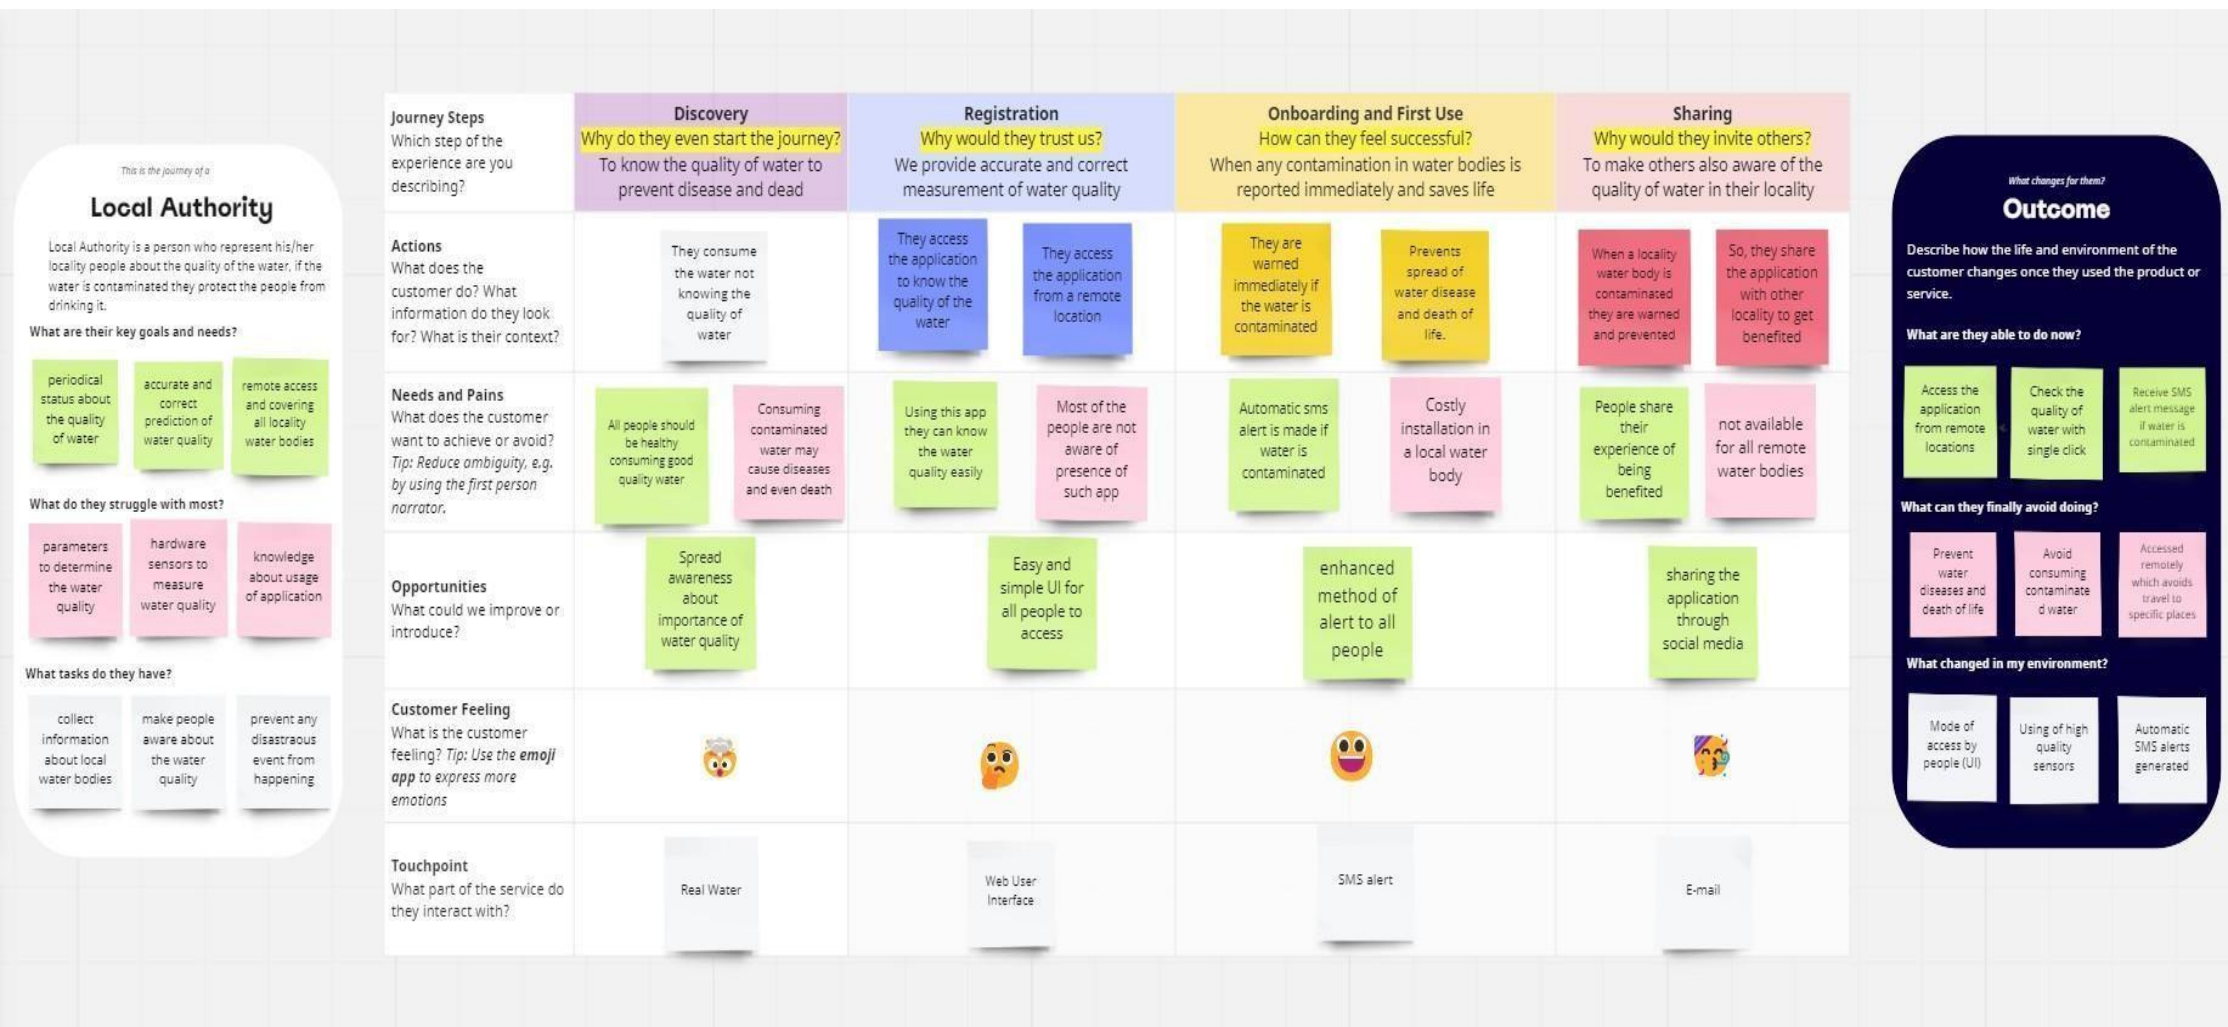 This is the journey of a
Local Authority
Local Authority is a person who represent his/her
locality people about the quality of the water, if the
water is contaminated they protect the people from
drinking it.
What are their key goals and needs?
periodical
status about
the quality
of water
accurate and
correct
prediction of
water quality
remote access
and covering
all locality
water bodies
What do they struggle with most?
parameters
to determine
the water
quality
hardware
sensors to
measure
water quality
knowledge
about usage
of application
What tasks do they have?
collect
information
about local
water bodies
make people
aware about
the water
quality
prevent any
disastraous
event from
happening
Journey Steps
Which step of the
experience are you
describing?
Discovery
Why do they even start the journey?
To know the quality of water to
prevent disease and dead
Registration
Why would they trust us?
We provide accurate and correct
measurement of water quality
Onboarding and First Use
How can they feel successful?
When any contamination in water bodies is
reported immediately and saves life
Sharing
Why would they invite others?
To make others also aware of the
quality of water in their locality
Actions
What does the
customer do? What
information do they look
for? What is their context?
They consume
the water not
knowing the
quality of
water
They access
the application
to know the
quality of the
water
They access
the application
from a remote
location
They are
warned
immediately if
the water is
contaminated
Prevents
spread of
water disease
and death of
life.
When a locality
water body is
contaminated
they are warned
and prevented
So, they share
the application
with other
locality to get
benefited
Needs and Pains
What does the customer
want to achieve or avoid?
Tip: Reduce ambiguity, e.g.
by using the first person
narrator.
All people should
be healthy
consuming good
quality water
Consuming
contaminated
water may
cause diseases
and even death
Using this app
they can know
the water
quality easily
Most of the
people are not
aware of
presence of
such app
Automatic sms
alert is made if
water is
contaminated
Costly
installation in
a local water
body
People share
their
experience of
being
benefited
not available
for all remote
water bodies
Opportunities
What could we improve or
introduce?
Spread
awareness
about
importance of
water quality
Easy and
simple UI for
all people to
access
enhanced
method of
alert to all
people
sharing the
application
through
social media
Customer Feeling
What is the customer
feeling? Tip: Use the emoji
app to express more
emotions
Touchpoint
What part of the service do
they interact with?
Real Water
Web User
Interface
SMS alert
E-mail
What changes for them?
Outcome
Describe how the life and environment of the
customer changes once they used the product or
service.
What are they able to do now?
Access the
application
from remote
locations
Check the
quality of
water with
single click
Receive SMS
alert message
if water is
contaminated
What can they finally avoid doing?
Prevent
water
diseases and
death of life
Avoid
consuming
contaminate
d water
Accessed
remotely
which avoids
travel to
specific places
What changed in my environment?
Mode of
access by
people (UI)
Using of high
quality
sensors
Automatic
SMS alerts
generated